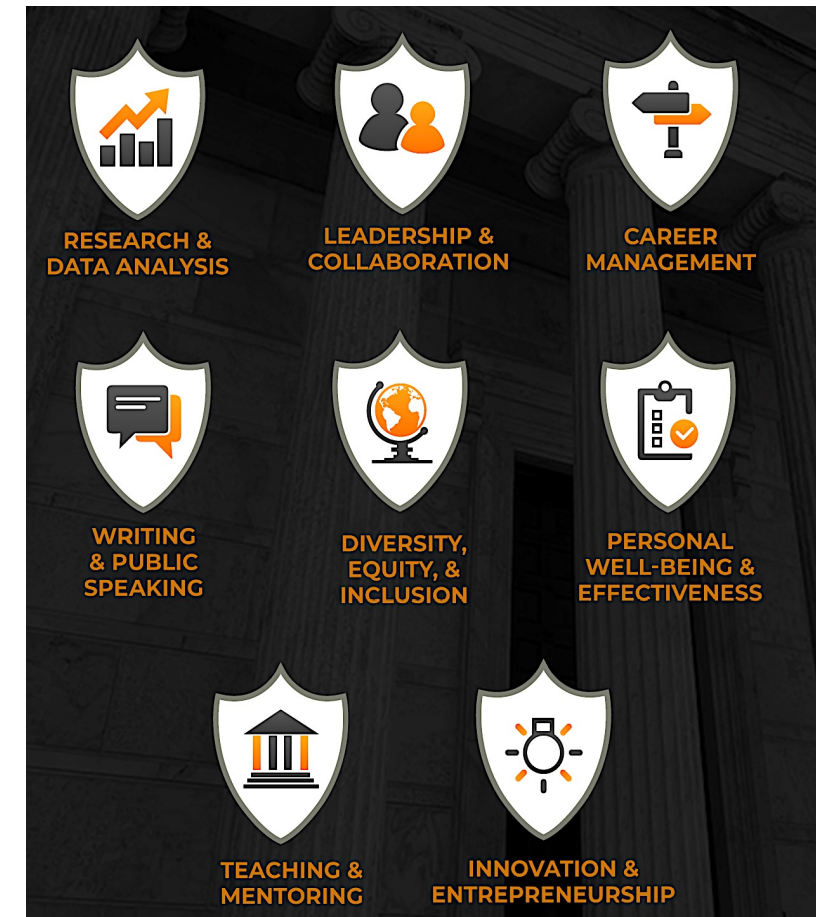 RESEARCH &
DATA ANALYSIS
LEADERSHIP &
COLLABORATION
CAREER
MANAGEMENT
WRITING
& PUBLIC
SPEAKING
DIVERSITY,
EQUITY, &
INCLUSION
PERSONAL
WELL-BEING &
EFFECTIVENESS
TEACHING &
MENTORING
INNOVATION &
ENTREPRENEURSHIP